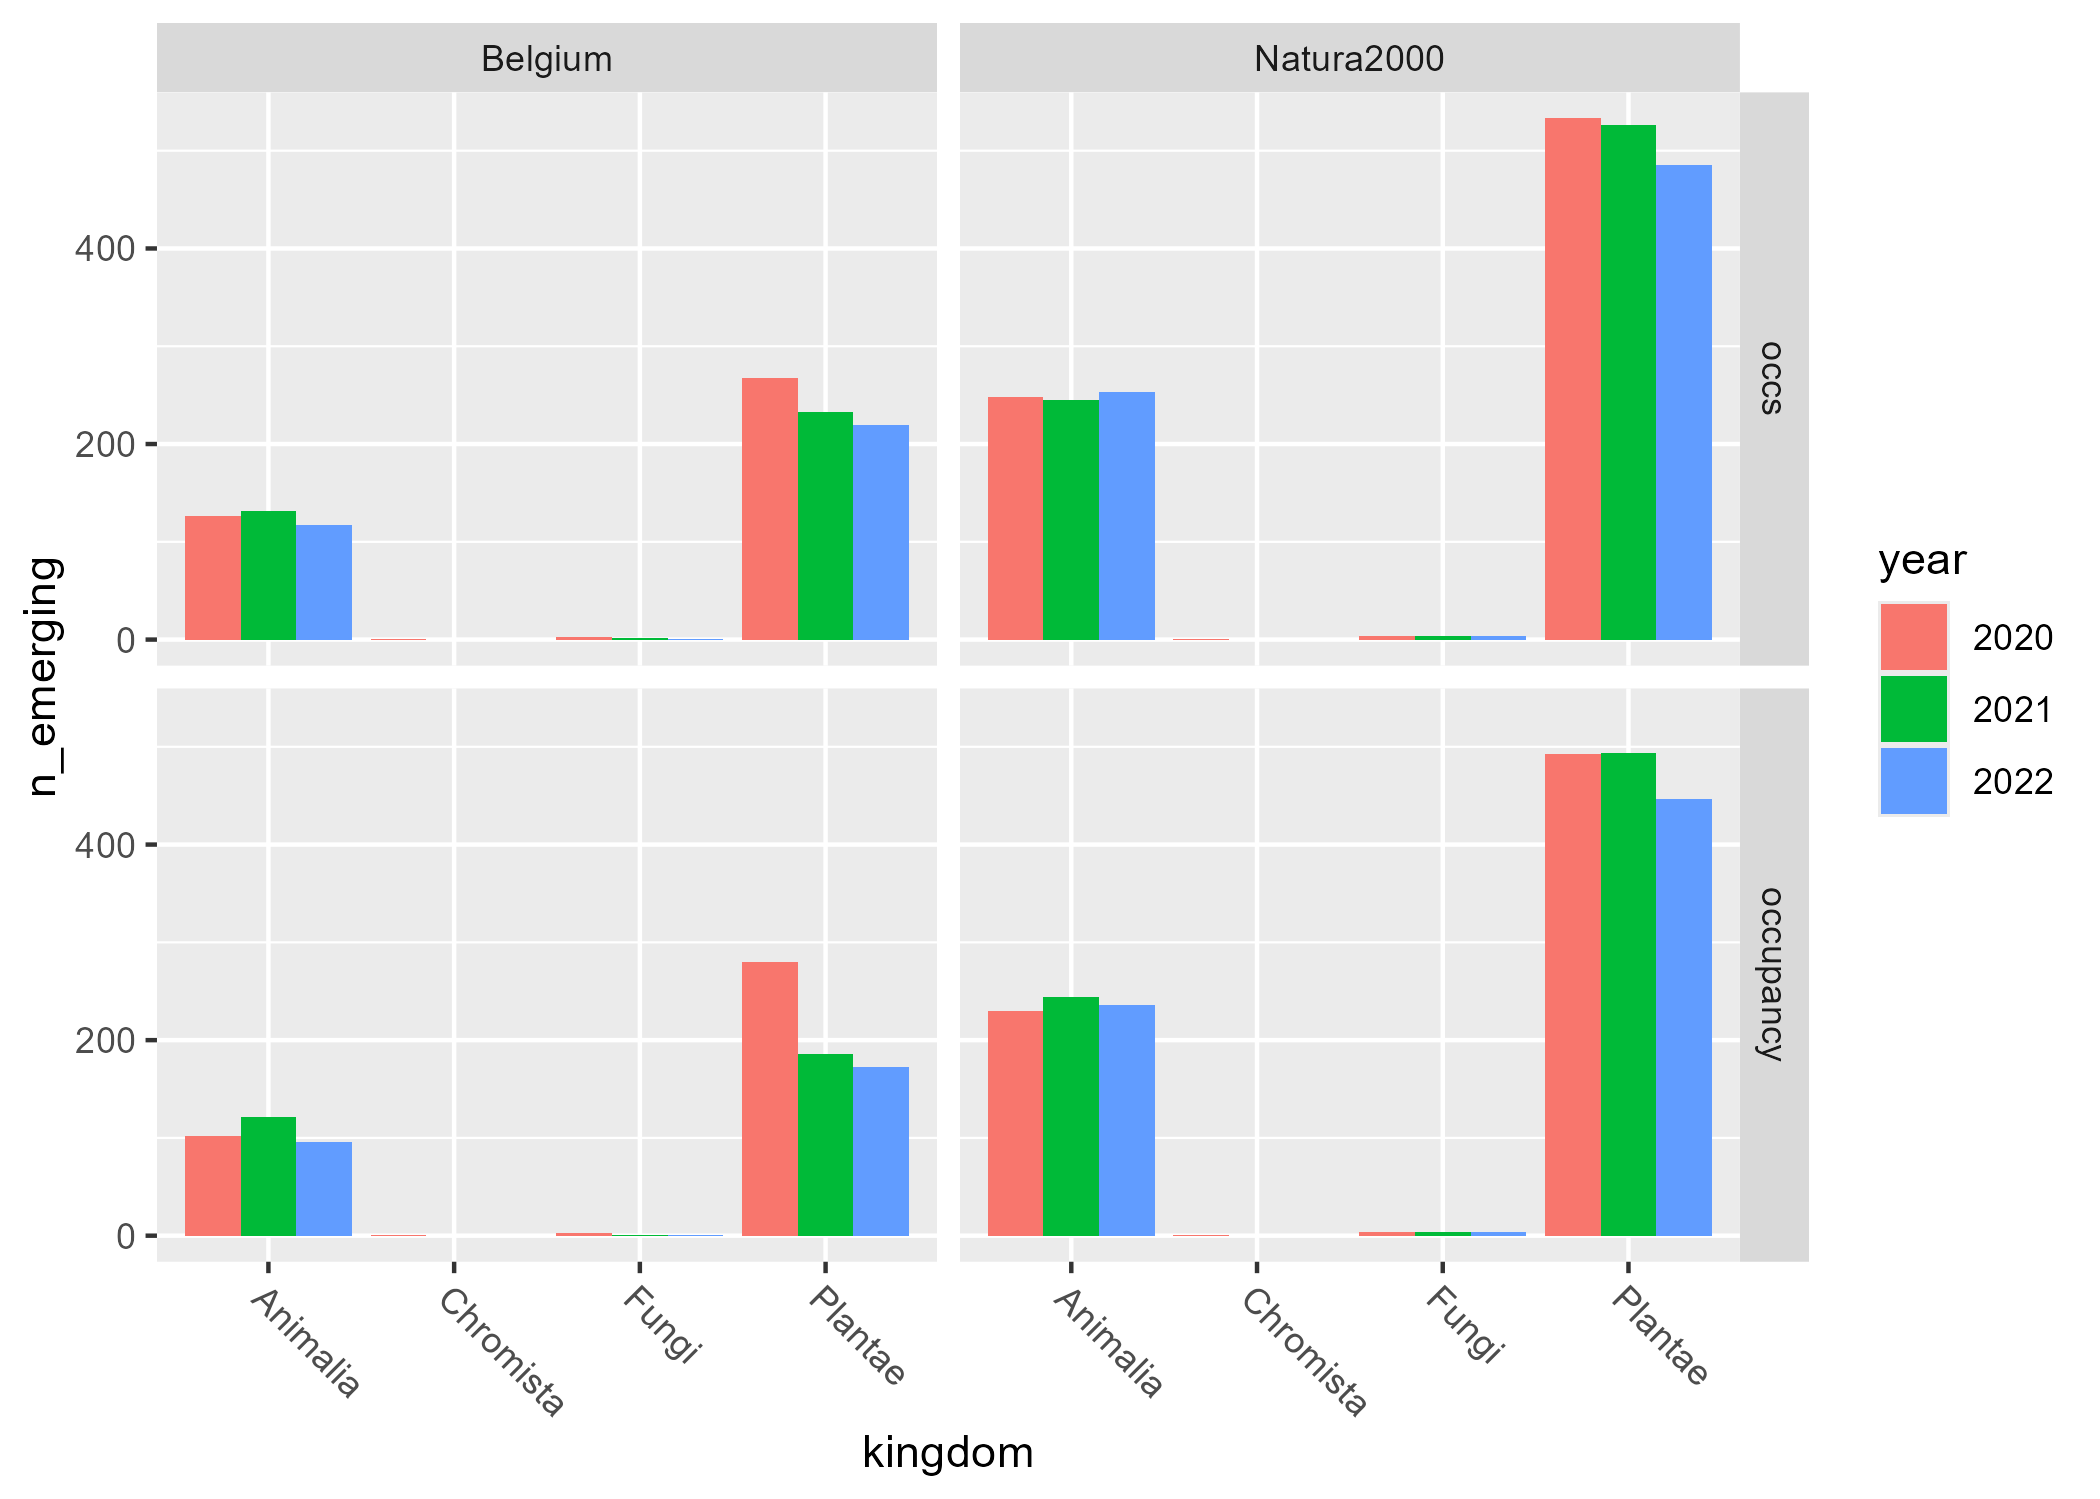 Belgium
Natura2000
400
200
0
occs
400
200
0
occupancy
n_emerging
Animalia
Chromista
Fungi
Plantae
Animalia
Chromista
Fungi
Plantae
kingdom
year
2020
2021
2022